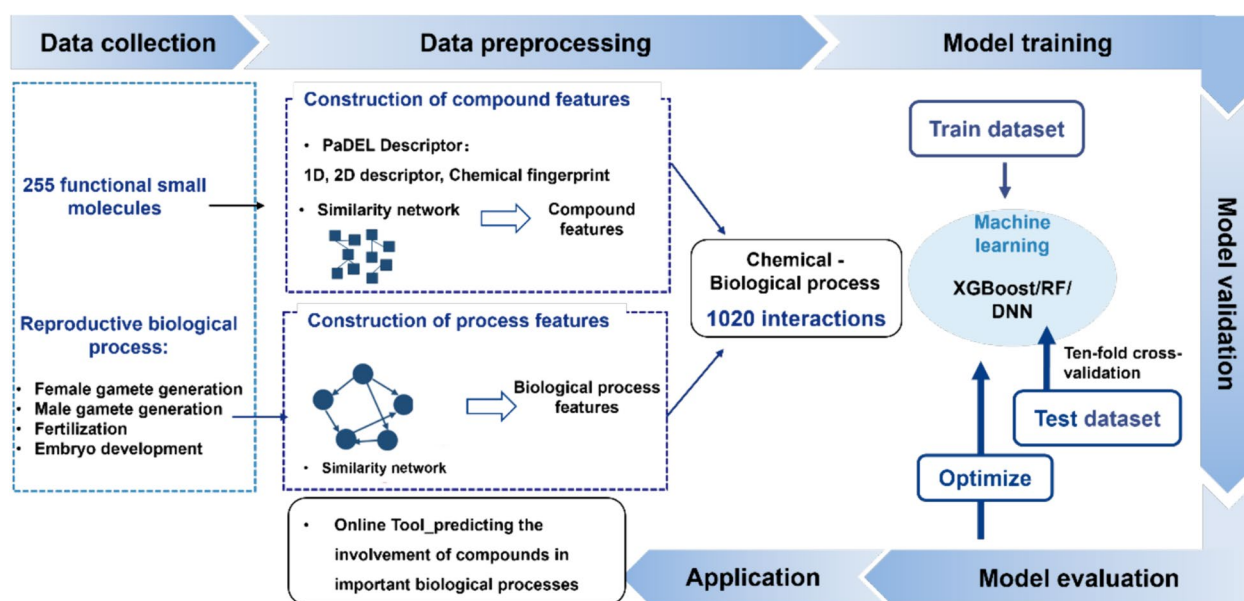 Data collection
Data preprocessing
Model training
255 functional small
molecules
Reproductive biological
process:
• Female gamete generation
• Male gamete generation
• Fertilization
• Embryo development
Construction of compound features
• PaDEL Descriptor：
1D, 2D descriptor, Chemical fingerprint
• Similarity network
Compound
features
Construction of process features
Biological process
features
• Similarity network
Chemical -
Biological process
1020 interactions
Train dataset
Machine
learning
XGBoost/RF/
DNN
Ten-fold cross-
validation
Test dataset
Optimize
Model validation
Model evaluation
Application
• Online Tool_predicting the
involvement of compounds in
important biological processes